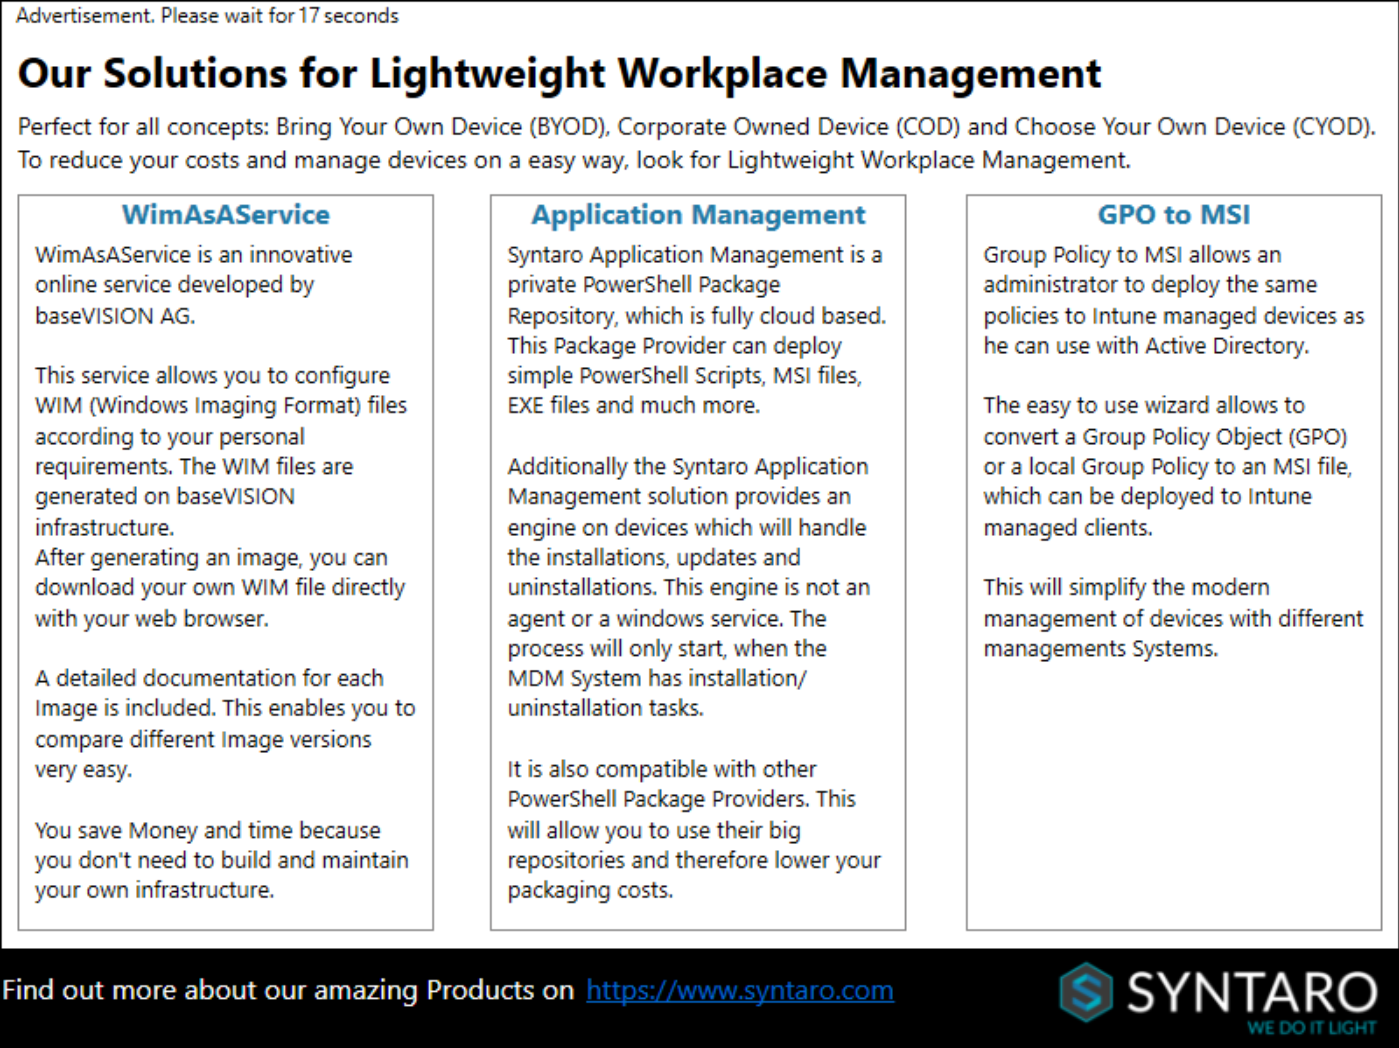 Advertisement. Please wait for 17 seconds
Our Solutions for Lightweight Workplace Management
Perfect for all concepts: Bring Your Own Device (BYOD), Corporate Owned Device (COD) and Choose Your Own Device (CYOD).
To reduce your costs and manage devices on a easy way, look for Lightweight Workplace Management.
WimAsAService
WimAsAService is an innovative
online service developed by
baseVISION AG.
This service allows you to configure
WIM (Windows Imaging Format) files
according to your personal
requirements. The WIM files are
generated on baseVISION
infrastructure.
After generating an image, you can
download your own WIM file directly
with your web browser.
A detailed documentation for each
Image is included. This enables you to
compare different Image versions
very easy.
You save Money and time because
you don't need to build and maintain
your own infrastructure.
Application Management
Syntaro Application Management is a
private PowerShell Package
Repository, which is fully cloud based.
This Package Provider can deploy
simple PowerShell Scripts, MSI files,
EXE files and much more.
Additionally the Syntaro Application
Management solution provides an
engine on devices which will handle
the installations, updates and
uninstallations. This engine is not an
agent or a windows service. The
process will only start, when the
MDM System has installation/
uninstallation tasks.
It is also compatible with other
PowerShell Package Providers. This
will allow you to use their big
repositories and therefore lower your
packaging costs.
GPO to MSI
Group Policy to MSI allows an
administrator to deploy the same
policies to Intune managed devices as
he can use with Active Directory.
The easy to use wizard allows to
convert a Group Policy Object (GPO)
or a local Group Policy to an MSI file,
which can be deployed to Intune
managed clients.
This will simplify the modern
management of devices with different
managements Systems.
Find out more about our amazing Products on https://www.syntaro.com
SYNTARO
WE DO IT LIGHT